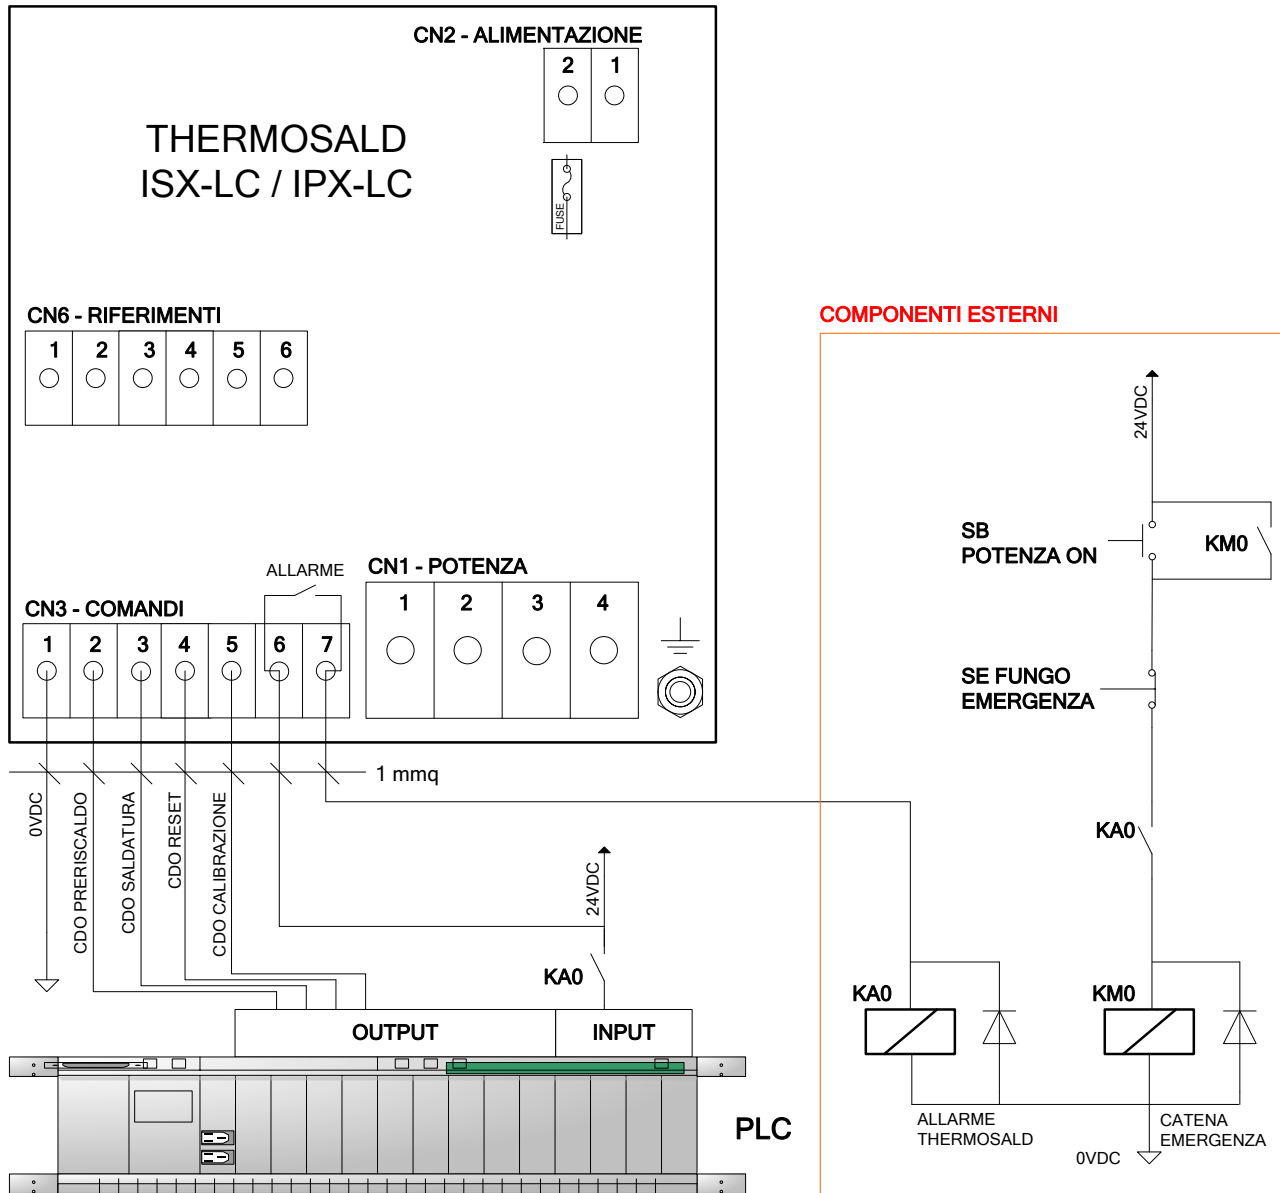 CN2 - ALIMENTAZIONE
2 1
THERMOSALD
ISX-LC / IPX-LC
FUSE
CN6 - RIFERIMENTI
1 2 3 4 5 6
COMPONENTI ESTERNI
24VDC
SB
POTENZA ON
KM0
ALLARME
CN1 - POTENZA
1 2 3 4
CN3 - COMANDI
1 2 3 4 5 6 7
SE FUNGO
EMERGENZA
1 mmq
0VDC
CDO PRERISCALDO
CDO SALDATURA
CDO RESET
CDO CALIBRAZIONE
24VDC
KA0
KA0
KA0
KM0
OUTPUT
INPUT
PLC
ALLARME
THERMOSALD
CATENA
EMERGENZA
0VDC